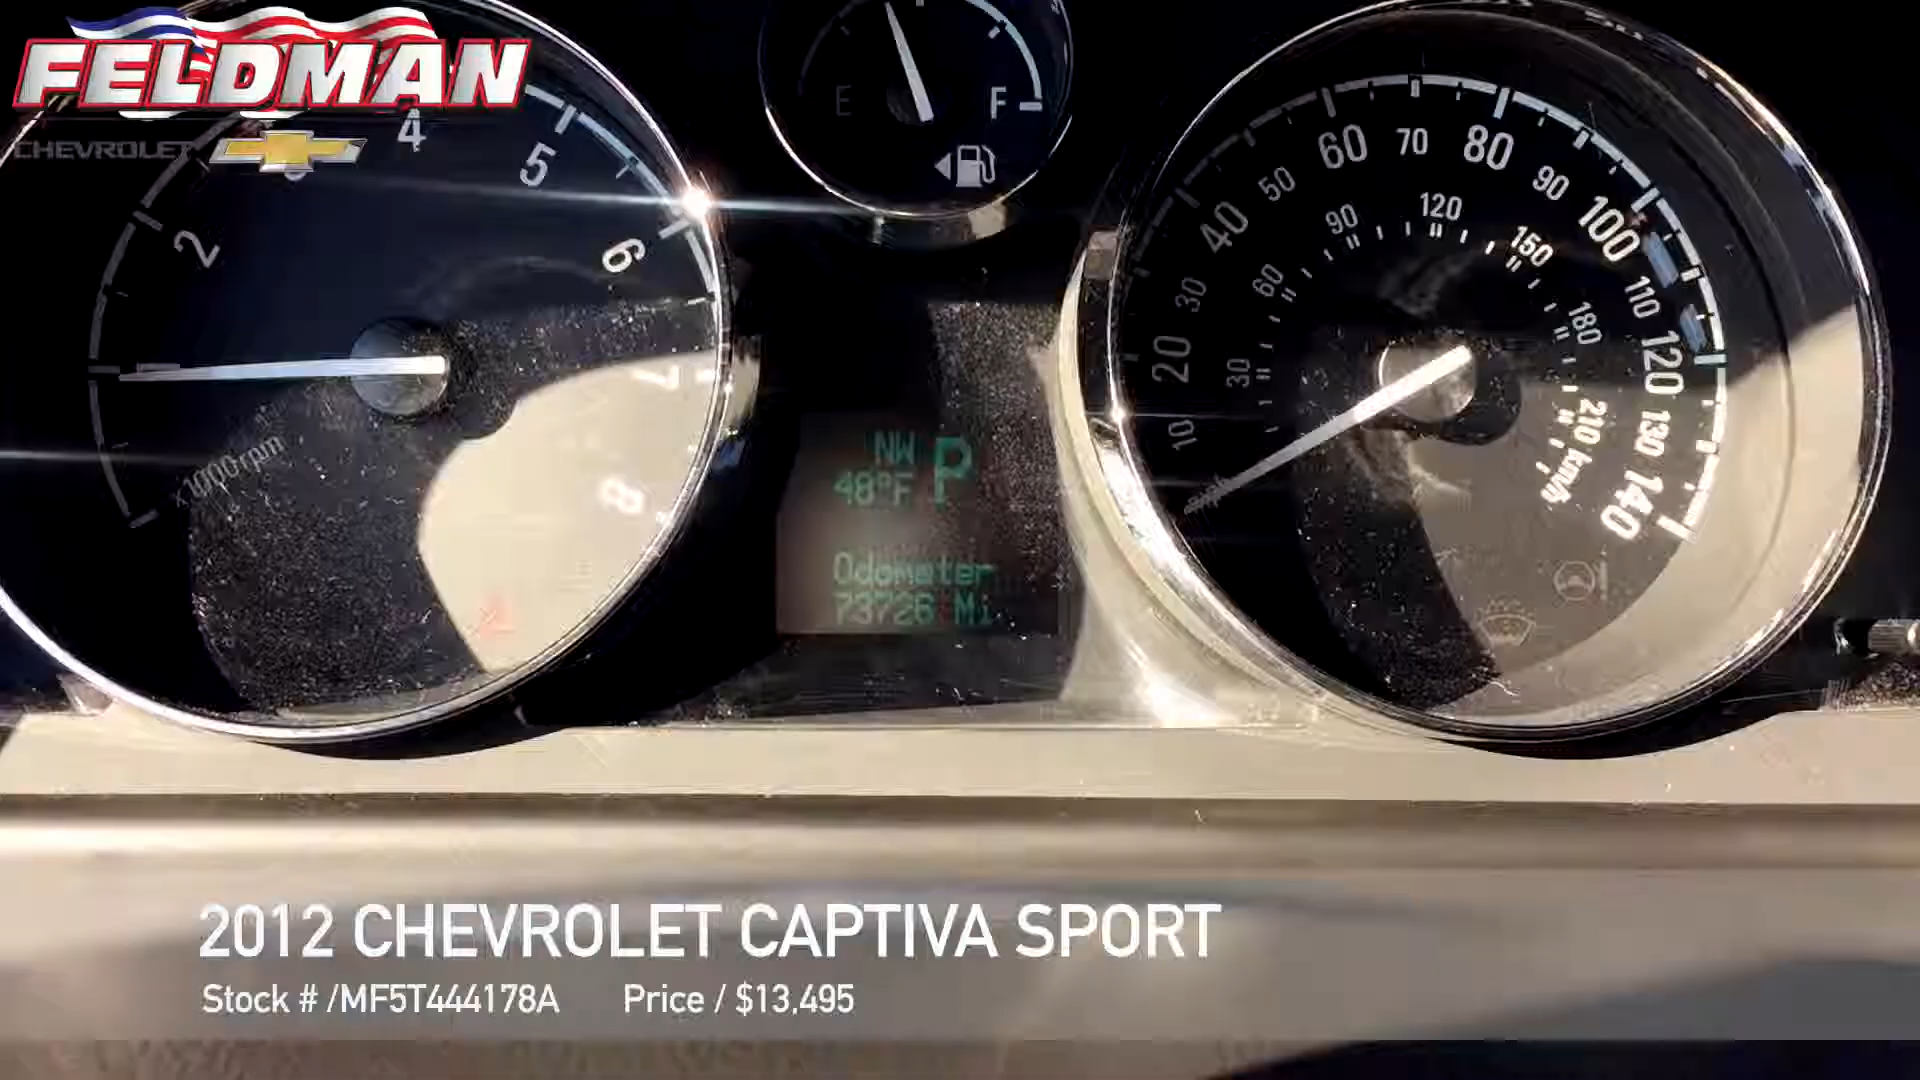 FELDMAN
CHEVROLET
E F
2 4 5 6 7 8
x1000rpm
10 20 30 40 50 60 70 80 90 100 110 120 130 140
30 60 90 120 150 180 210 km/h
NW P
48°F
Odometer
73726 Mi
2012 CHEVROLET CAPTIVA SPORT
Stock # /MF5T444178A Price / $13,495